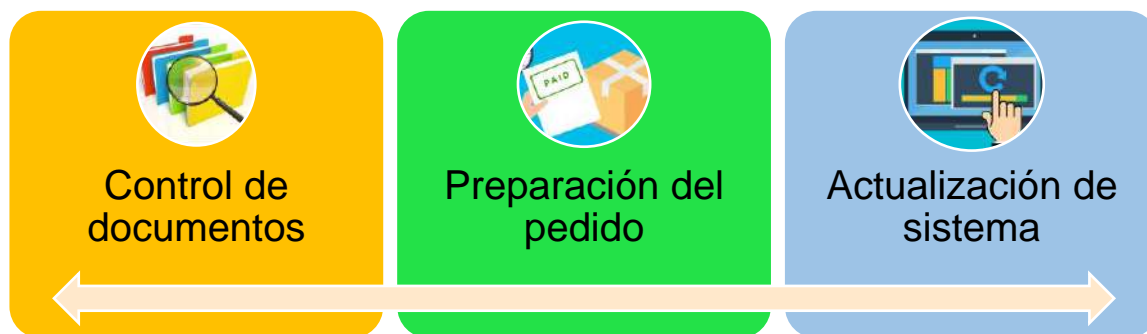 PAID
Control de
documentos
Preparación del
pedido
Actualización de
sistema